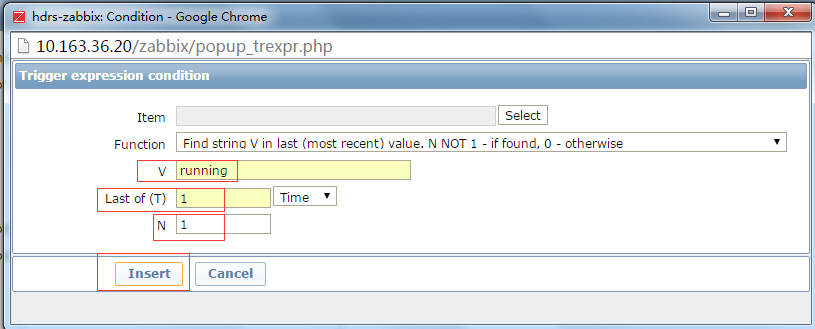 hdrs-zabbix: Condition - Google Chrome
10.163.36.20/zabbix/popup_trexpr.php
Trigger expression condition
Item Select
Function Find string V in last (most recent) value. N NOT 1 - if found, 0 - otherwise
V running
Last of (T) 1 Time
N 1
Insert Cancel